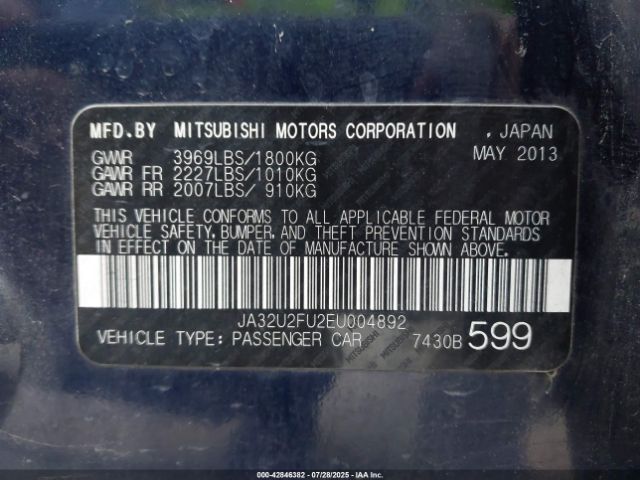 MFD.BY MITSUBISHI MOTORS CORPORATION , JAPAN
GVWR 3969LBS/1800KG MAY 2013
GAWR FR 2227LBS/1010KG
GAWR RR 2007LBS/ 910KG
THIS VEHICLE CONFORMS TO ALL APPLICABLE FEDERAL MOTOR
VEHICLE SAFETY, BUMPER, AND THEFT PREVENTION STANDARDS
IN EFFECT ON THE DATE OF MANUFACTURE SHOWN ABOVE.
JA32U2FU2EU004892
VEHICLE TYPE: PASSENGER CAR 7430B 599
000-42846382 - 07/28/2025 - IAAI.COM